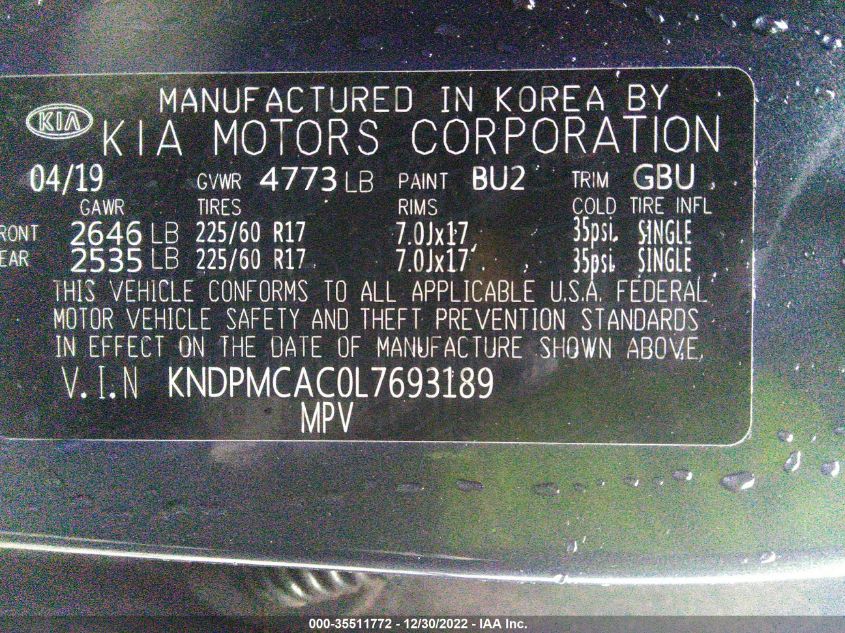 MANUFACTURED IN KOREA BY
KIA KIA MOTORS CORPORATION
04/19 GVWR 4773 LB PAINT BU2 TRIM GBU
GAWR TIRES RIMS COLD TIRE INFL
RONT 2646 LB 225/60 R17 7.0Jx17 35psi. SINGLE
EAR 2535 LB 225/60 R17 7.0Jx17 35psi. SINGLE
THIS VEHICLE CONFORMS TO ALL APPLICABLE U.S.A. FEDERAL
MOTOR VEHICLE SAFETY AND THEFT PREVENTION STANDARDS
IN EFFECT ON THE DATE OF MANUFACTURE SHOWN ABOVE.
V.I.N KNDPMCAC0L7693189
MPV
000-35511772 - 12/30/2022 - IAA Inc.